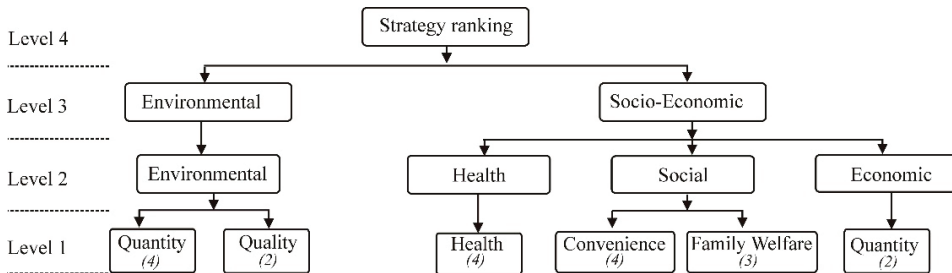 Level 4
Strategy ranking
Level 3
Environmental
Socio-Economic
Level 2
Environmental
Health
Social
Economic
Level 1
Quantity
(4)
Quality
(2)
Health
(4)
Convenience
(4)
Family Welfare
(3)
Quantity
(2)